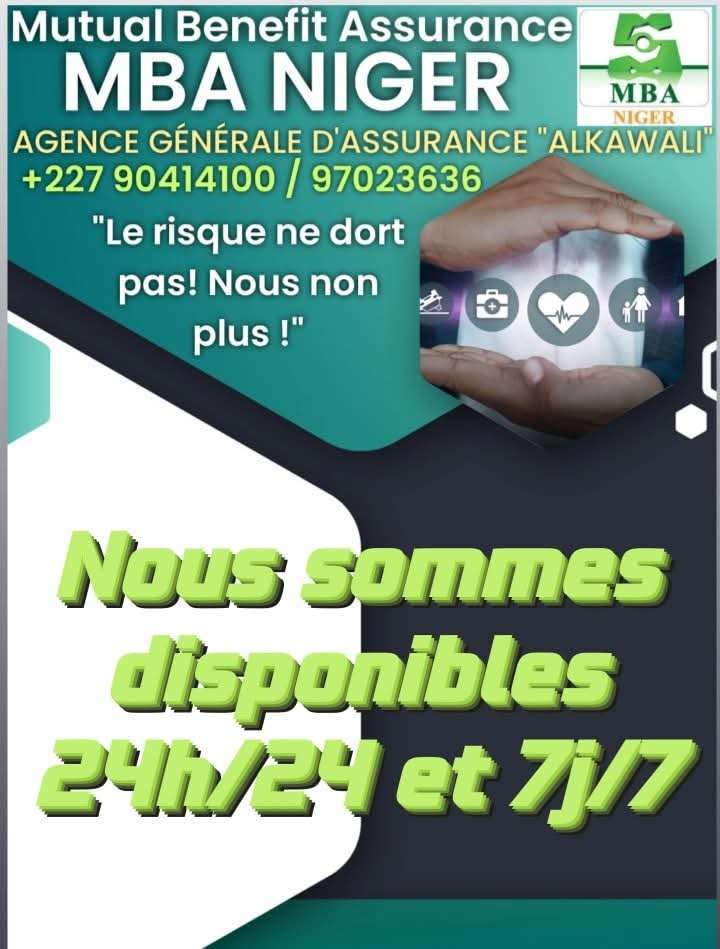 Mutual Benefit Assurance
MBA NIGER
MBA
NIGER
AGENCE GÉNÉRALE D'ASSURANCE "ALKAWALI"
+227 90414100 / 97023636
"Le risque ne dort
pas! Nous non
plus !"
Nous sommes
disponibles
24h/24 et 7j/7